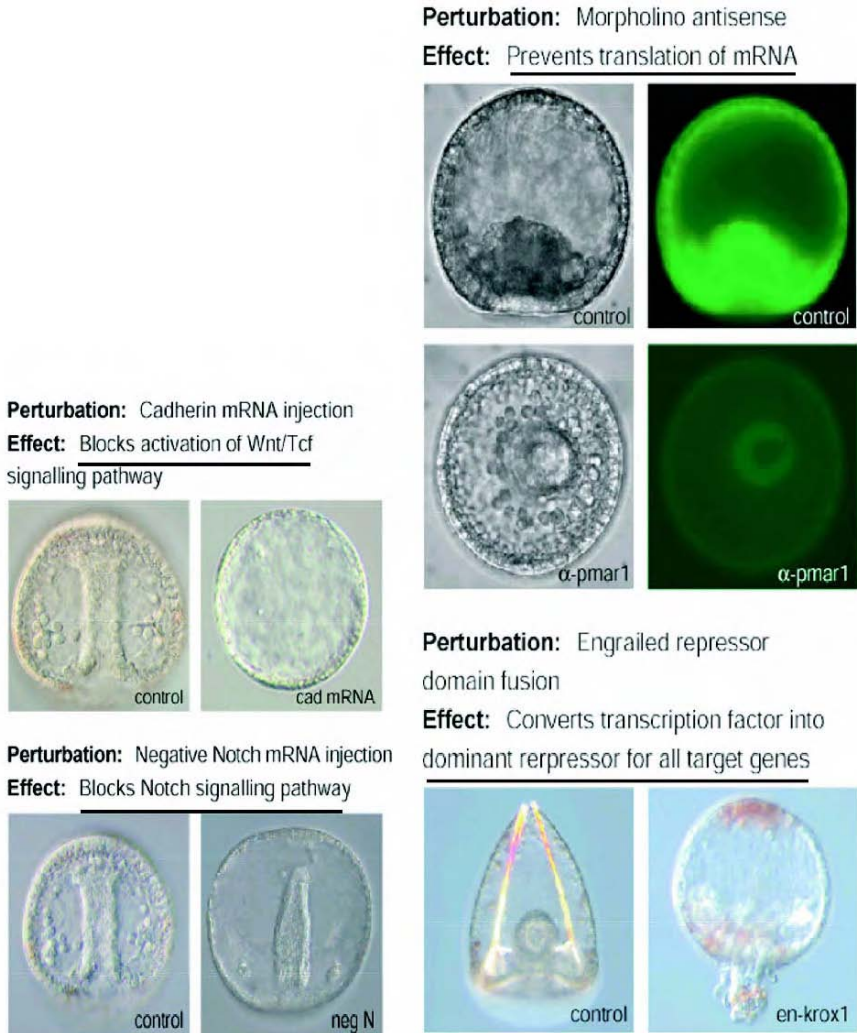 Perturbation: Morpholino antisense
Effect: Prevents translation of mRNA
control
control
α-pmar1
α-pmar1
Perturbation: Cadherin mRNA injection
Effect: Blocks activation of Wnt/Tcf
signalling pathway
control
cad mRNA
Perturbation: Negative Notch mRNA injection
Effect: Blocks Notch signalling pathway
control
neg N
Perturbation: Engrailed repressor
domain fusion
Effect: Converts transcription factor into
dominant rerpressor for all target genes
control
en-krox1